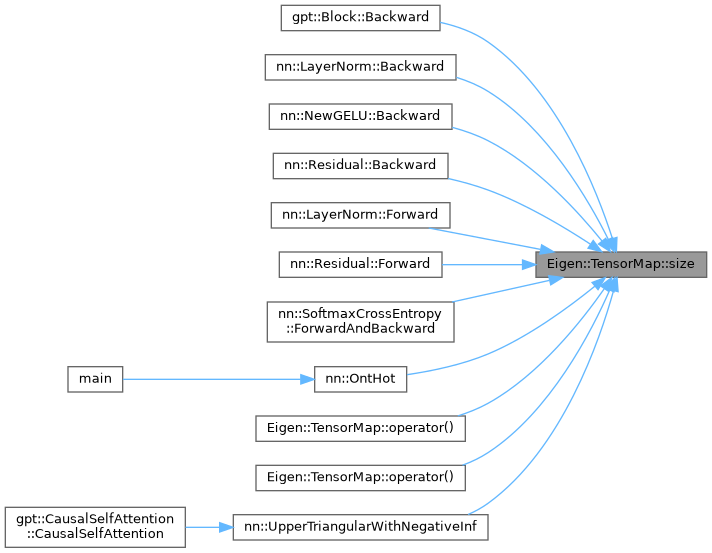 gpt::Block::Backward
nn::LayerNorm::Backward
nn::NewGELU::Backward
nn::Residual::Backward
nn::LayerNorm::Forward
nn::Residual::Forward
Eigen::TensorMap::size
nn::SoftmaxCrossEntropy
::ForwardAndBackward
main
nn::OntHot
Eigen::TensorMap::operator()
Eigen::TensorMap::operator()
gpt::CausalSelfAttention
::CausalSelfAttention
nn::UpperTriangularWithNegativeInf